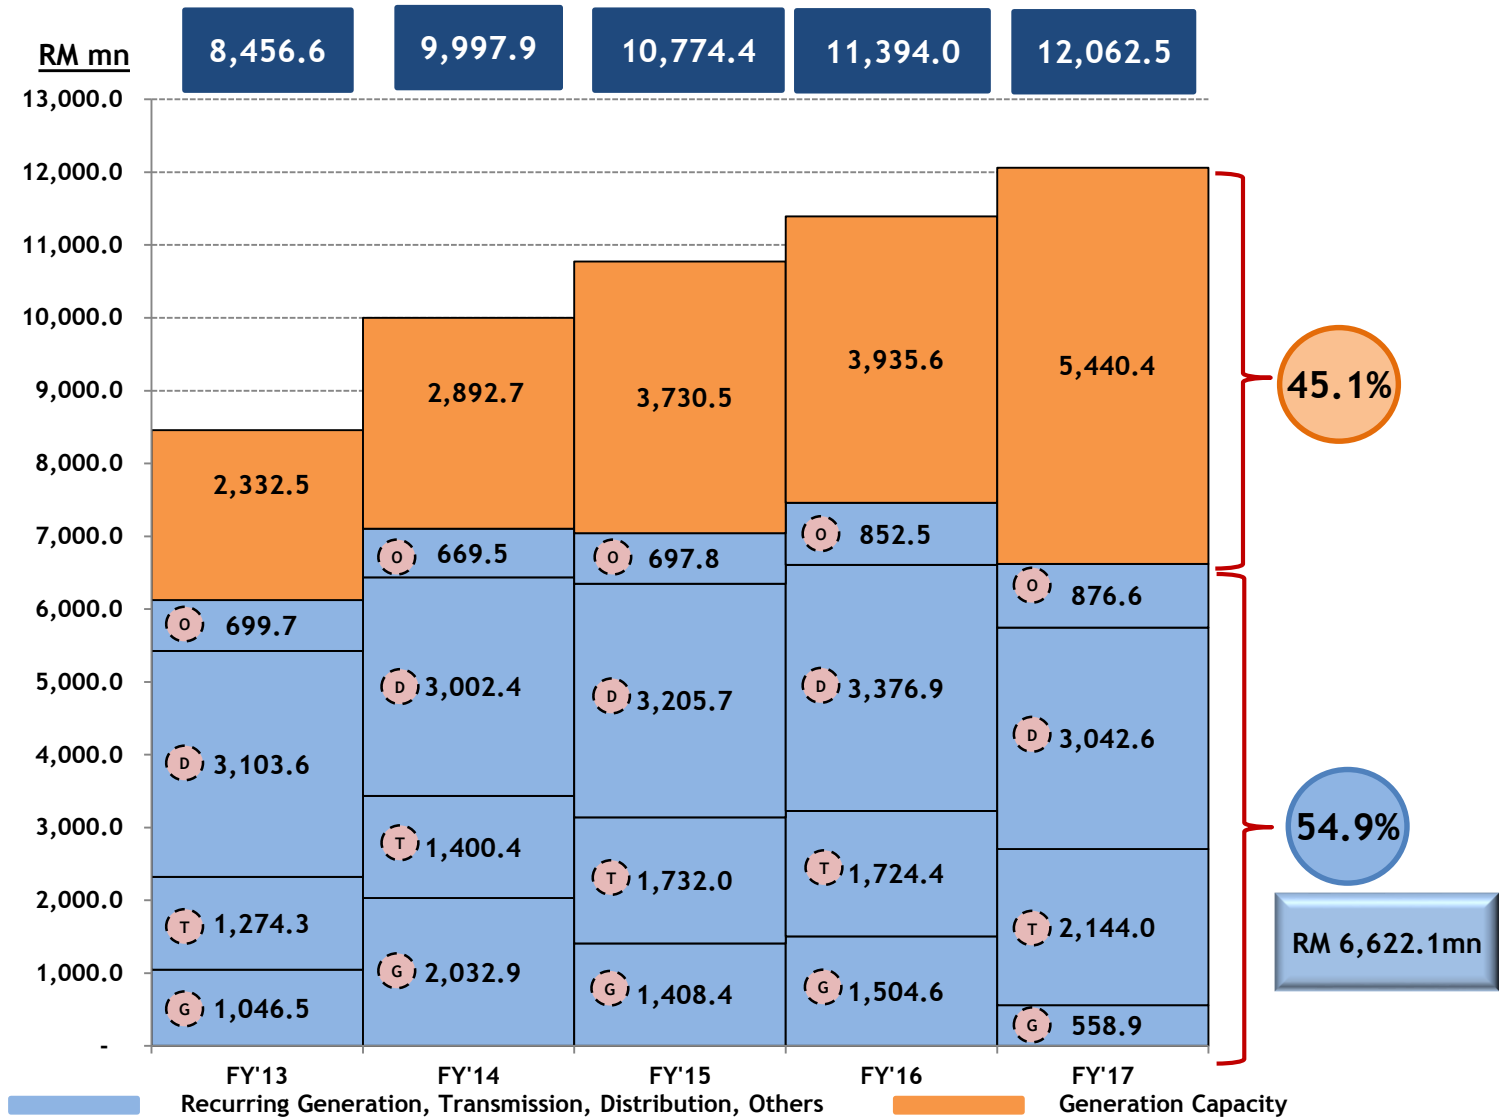 RM mn
8,456.6 9,997.9 10,774.4 11,394.0 12,062.5
13,000.0
12,000.0
11,000.0
10,000.0
9,000.0
8,000.0
7,000.0
6,000.0
5,000.0
4,000.0
3,000.0
2,000.0
1,000.0
-
2,332.5
O 699.7
D 3,103.6
T 1,274.3
G 1,046.5
2,892.7
O 669.5
D 3,002.4
T 1,400.4
G 2,032.9
3,730.5
O 697.8
D 3,205.7
T 1,732.0
G 1,408.4
3,935.6
O 852.5
D 3,376.9
T 1,724.4
G 1,504.6
5,440.4
O 876.6
D 3,042.6
T 2,144.0
G 558.9
45.1%
54.9%
RM 6,622.1mn
FY'13 FY'14 FY'15 FY'16 FY'17
Recurring Generation, Transmission, Distribution, Others Generation Capacity